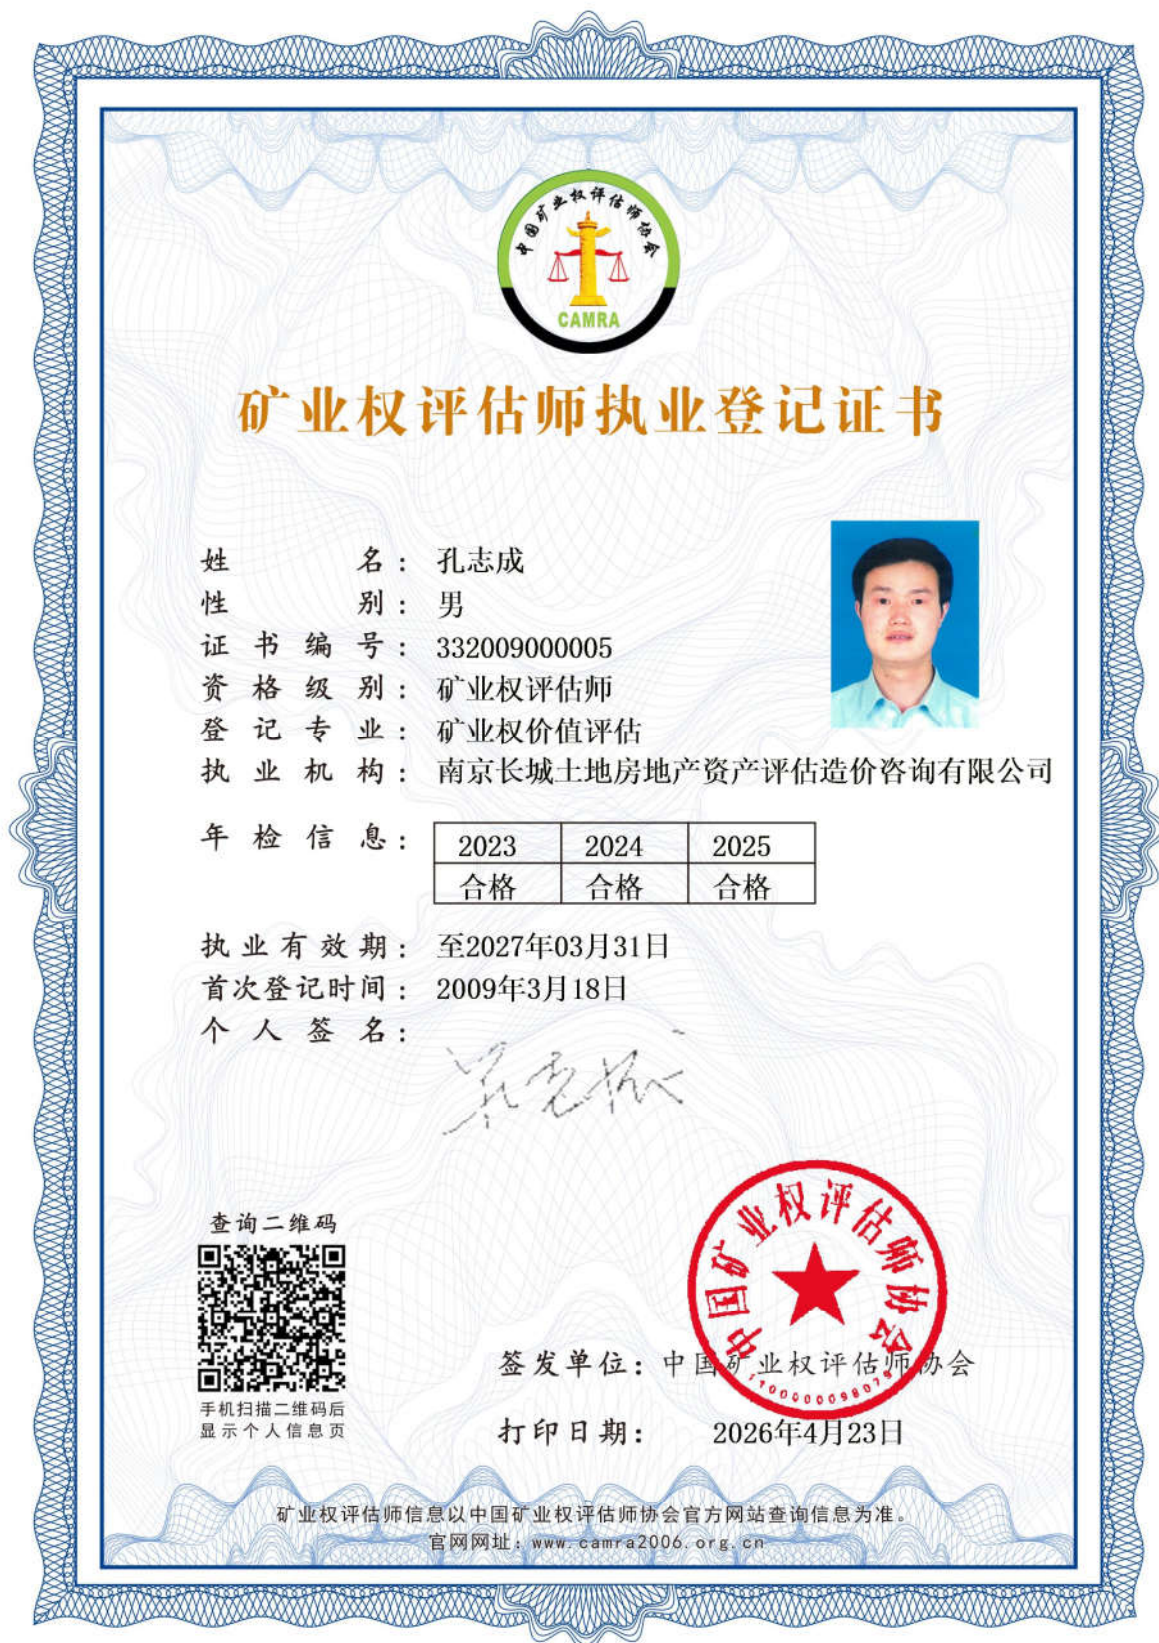 中国矿业权评估师协会
CAMRA
矿业权评估师执业登记证书
姓名：孔志成
性别：男
证书编号：332009000005
资格级别：矿业权评估师
登记专业：矿业权价值评估
执业机构：南京长城土地房地产资产评估造价咨询有限公司
年检信息：
2023 2024 2025
合格 合格 合格
执业有效期：至2027年03月31日
首次登记时间：2009年3月18日
个人签名：
查询二维码
手机扫描二维码后
显示个人信息页
中国矿业权评估师协会
签发单位：中国矿业权评估师协会
打印日期：2026年4月23日
矿业权评估师信息以中国矿业权评估师协会官方网站查询信息为准。
官网网址：www.camra2006.org.cn